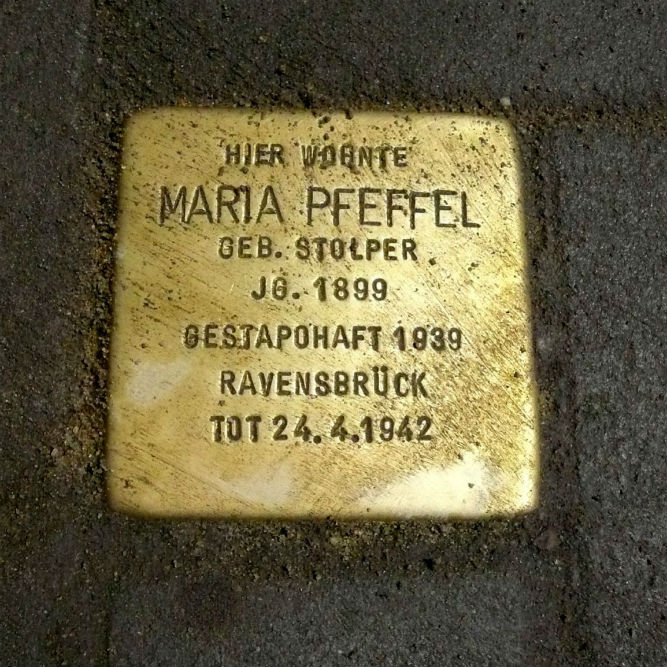 HIER WOHNTE
MARIA PFEFFEL
GEB. STOLPER
JG. 1899
GESTAPOHAFT 1939
RAVENSBRÜCK
TOT 24.4.1942